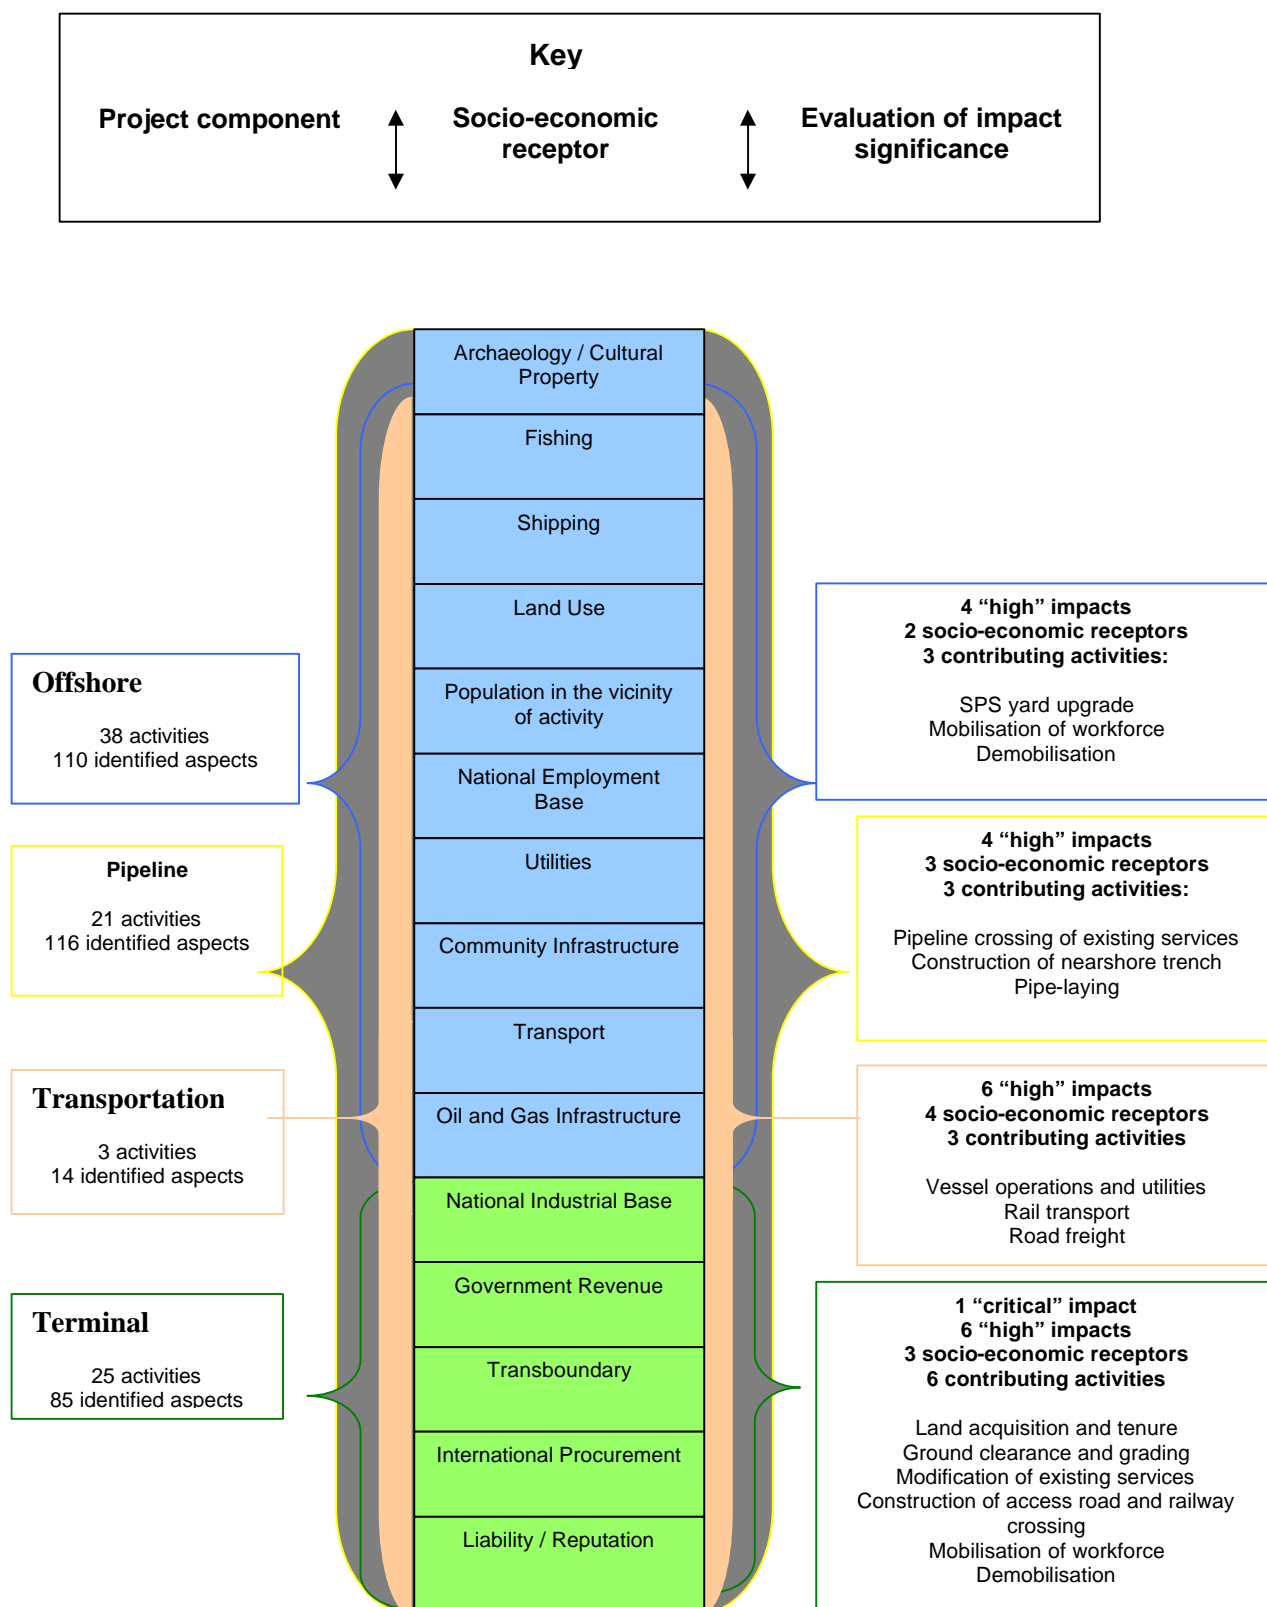 Key
Project component
Socio-economic
receptor
Evaluation of impact
significance
Archaeology / Cultural
Property
Fishing
Shipping
Land Use
Population in the vicinity
of activity
National Employment
Base
Utilities
Community Infrastructure
Transport
Oil and Gas Infrastructure
National Industrial Base
Government Revenue
Transboundary
International Procurement
Liability / Reputation
Offshore
38 activities
110 identified aspects
Pipeline
21 activities
116 identified aspects
Transportation
3 activities
14 identified aspects
Terminal
25 activities
85 identified aspects
4 “high” impacts
2 socio-economic receptors
3 contributing activities:
SPS yard upgrade
Mobilisation of workforce
Demobilisation
4 “high” impacts
3 socio-economic receptors
3 contributing activities:
Pipeline crossing of existing services
Construction of nearshore trench
Pipe-laying
6 “high” impacts
4 socio-economic receptors
3 contributing activities
Vessel operations and utilities
Rail transport
Road freight
1 “critical” impact
6 “high” impacts
3 socio-economic receptors
6 contributing activities
Land acquisition and tenure
Ground clearance and grading
Modification of existing services
Construction of access road and railway
crossing
Mobilisation of workforce
Demobilisation